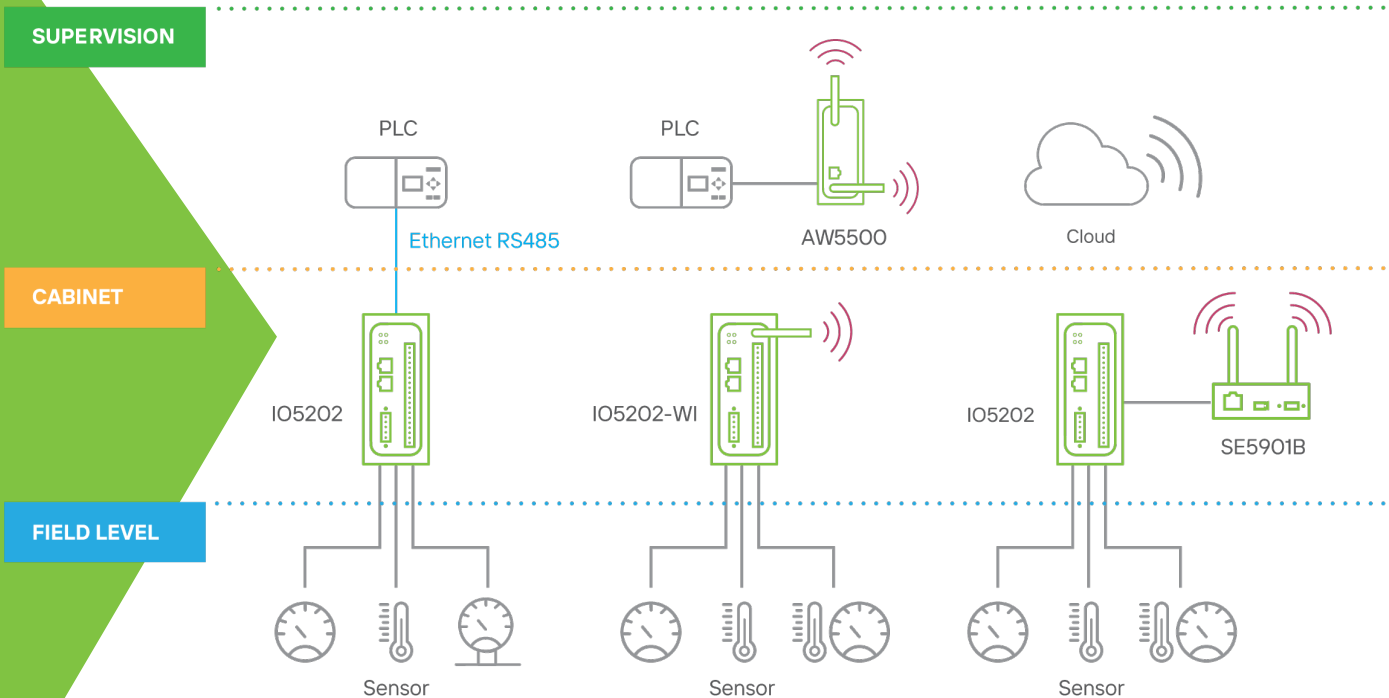 SUPERVISION
PLC
PLC
Ethernet RS485
AW5500
Cloud
CABINET
IO5202
IO5202-WI
IO5202
SE5901B
FIELD LEVEL
Sensor
Sensor
Sensor